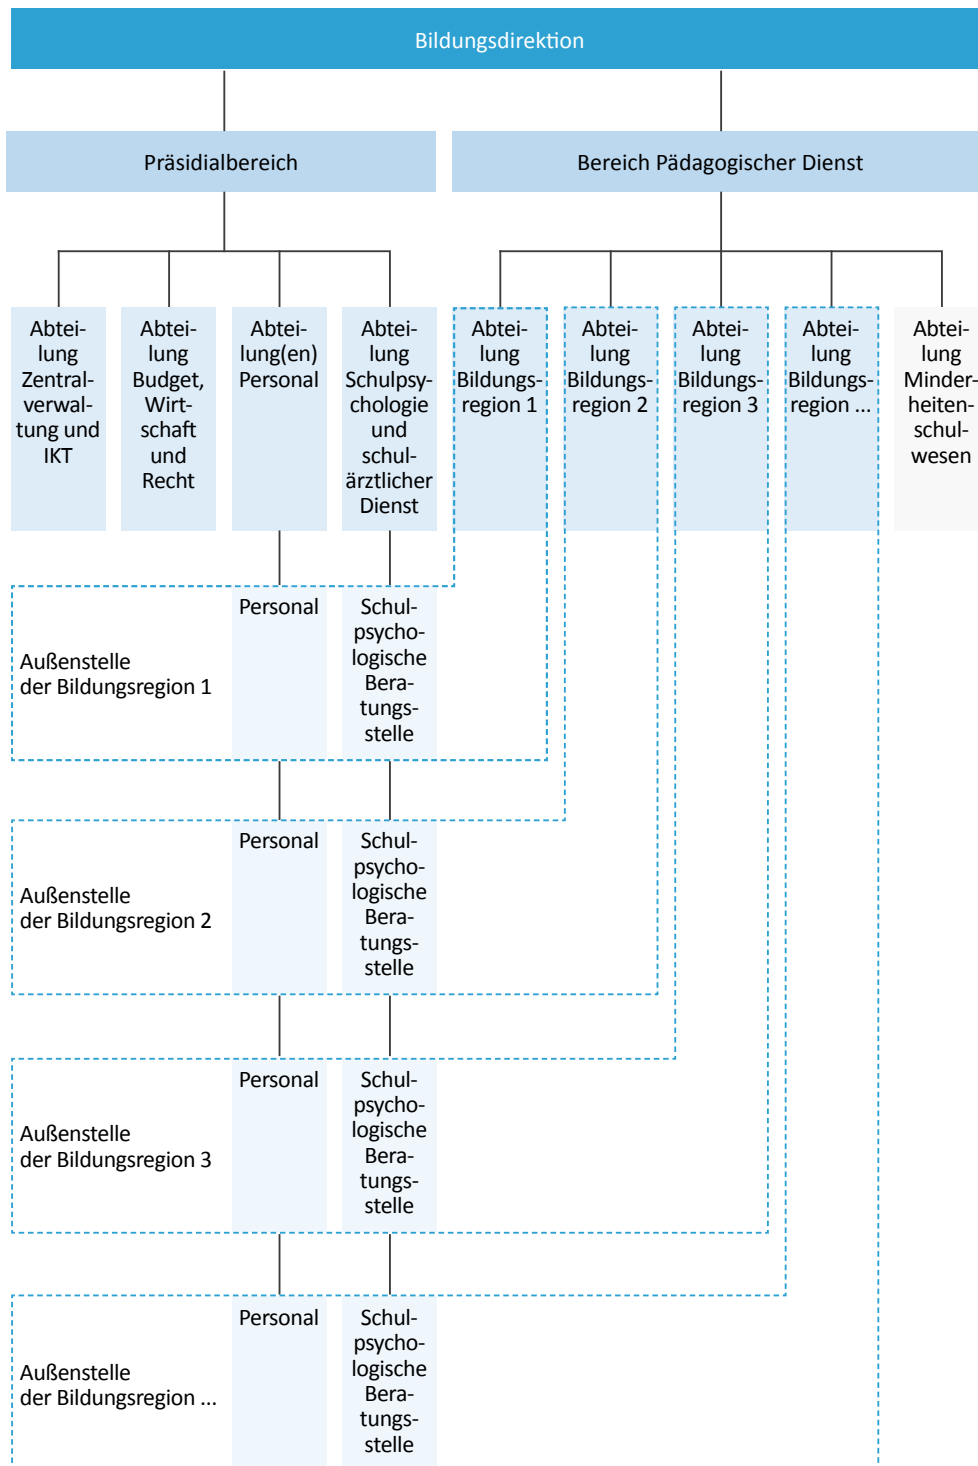 Bildungsdirektion
Präsidialbereich
Bereich Pädagogischer Dienst
Abtei-
lung
Zentral-
verwal-
tung und
IKT
Abtei-
lung
Budget,
Wirt-
schaft
und
Recht
Abtei-
lung(en)
Personal
Abtei-
lung
Schulpsy-
chologie
und
schul-
ärztlicher
Dienst
Abtei-
lung
Bildungs-
region 1
Abtei-
lung
Bildungs-
region 2
Abtei-
lung
Bildungs-
region 3
Abtei-
lung
Bildungs-
region ...
Abtei-
lung
Minder-
heiten-
schul-
wesen
Außenstelle
der Bildungsregion 1
Personal
Schul-
psycho-
logische
Bera-
tungs-
stelle
Außenstelle
der Bildungsregion 2
Personal
Schul-
psycho-
logische
Bera-
tungs-
stelle
Außenstelle
der Bildungsregion 3
Personal
Schul-
psycho-
logische
Bera-
tungs-
stelle
Außenstelle
der Bildungsregion ...
Personal
Schul-
psycho-
logische
Bera-
tungs-
stelle